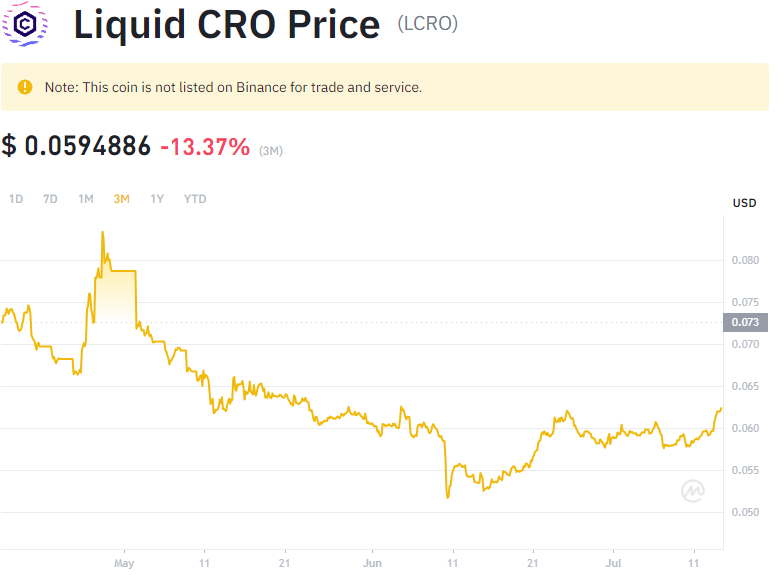 Liquid CRO Price (LCRO)
Note: This coin is not listed on Binance for trade and service.
$ 0.0594886 -13.37% (3M)
1D 7D 1M 3M 1Y YTD
USD
0.080
0.075
0.073
0.070
0.065
0.060
0.055
0.050
May 11 21 Jun 11 21 Jul 11